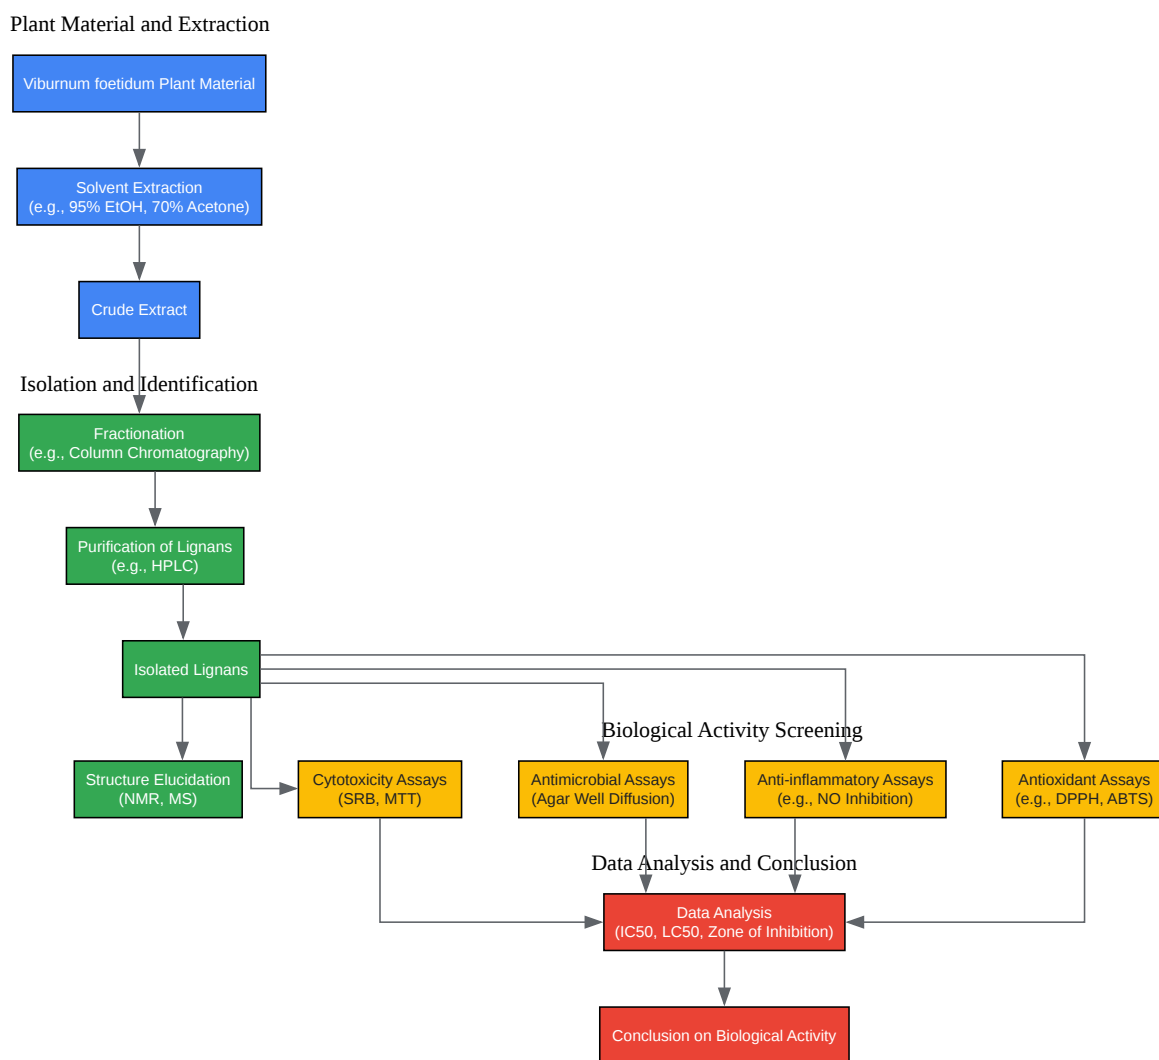 Plant Material and Extraction
Viburnum foetidum Plant Material
Solvent Extraction
(e.g., 95% EtOH, 70% Acetone)
Crude Extract
Isolation and Identification
Fractionation
(e.g., Column Chromatography)
Purification of Lignans
(e.g., HPLC)
Isolated Lignans
Structure Elucidation
(NMR, MS)
Biological Activity Screening
Cytotoxicity Assays
(SRB, MTT)
Antimicrobial Assays
(Agar Well Diffusion)
Anti-inflammatory Assays
(e.g., NO Inhibition)
Antioxidant Assays
(e.g., DPPH, ABTS)
Data Analysis and Conclusion
Data Analysis
(IC50, LC50, Zone of Inhibition)
Conclusion on Biological Activity